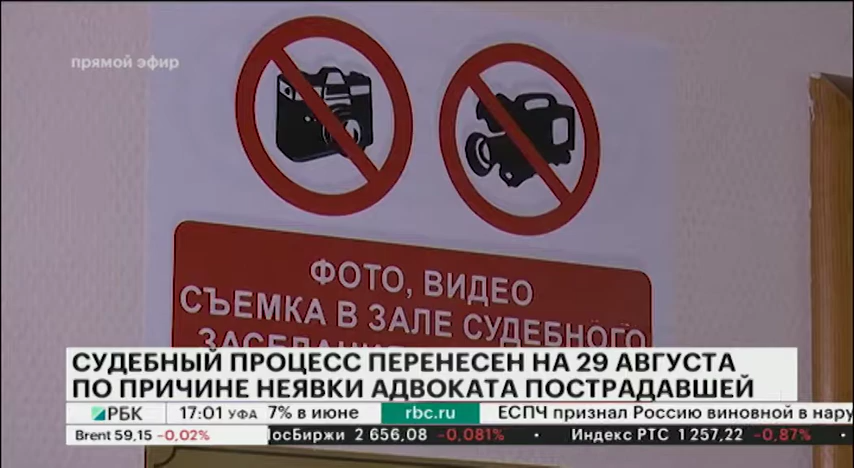 ПРЯМОЙ ЭФИР
ФОТО, ВИДЕО
СЪЕМКА В ЗАЛЕ СУДЕБНОГО
СУДЕБНЫЙ ПРОЦЕСС ПЕРЕНЕСЕН НА 29 АВГУСТА
ПО ПРИЧИНЕ НЕЯВКИ АДВОКАТА ПОСТРАДАВШЕЙ
РБК 17:01 УФА 7% в июне rbc.ru ЕСПЧ признал Россию виновной в нару
Brent 59,15 -0,02% МосБиржи 2 656,08 -0,081% • Индекс РТС 1 257,22 -0,87% •